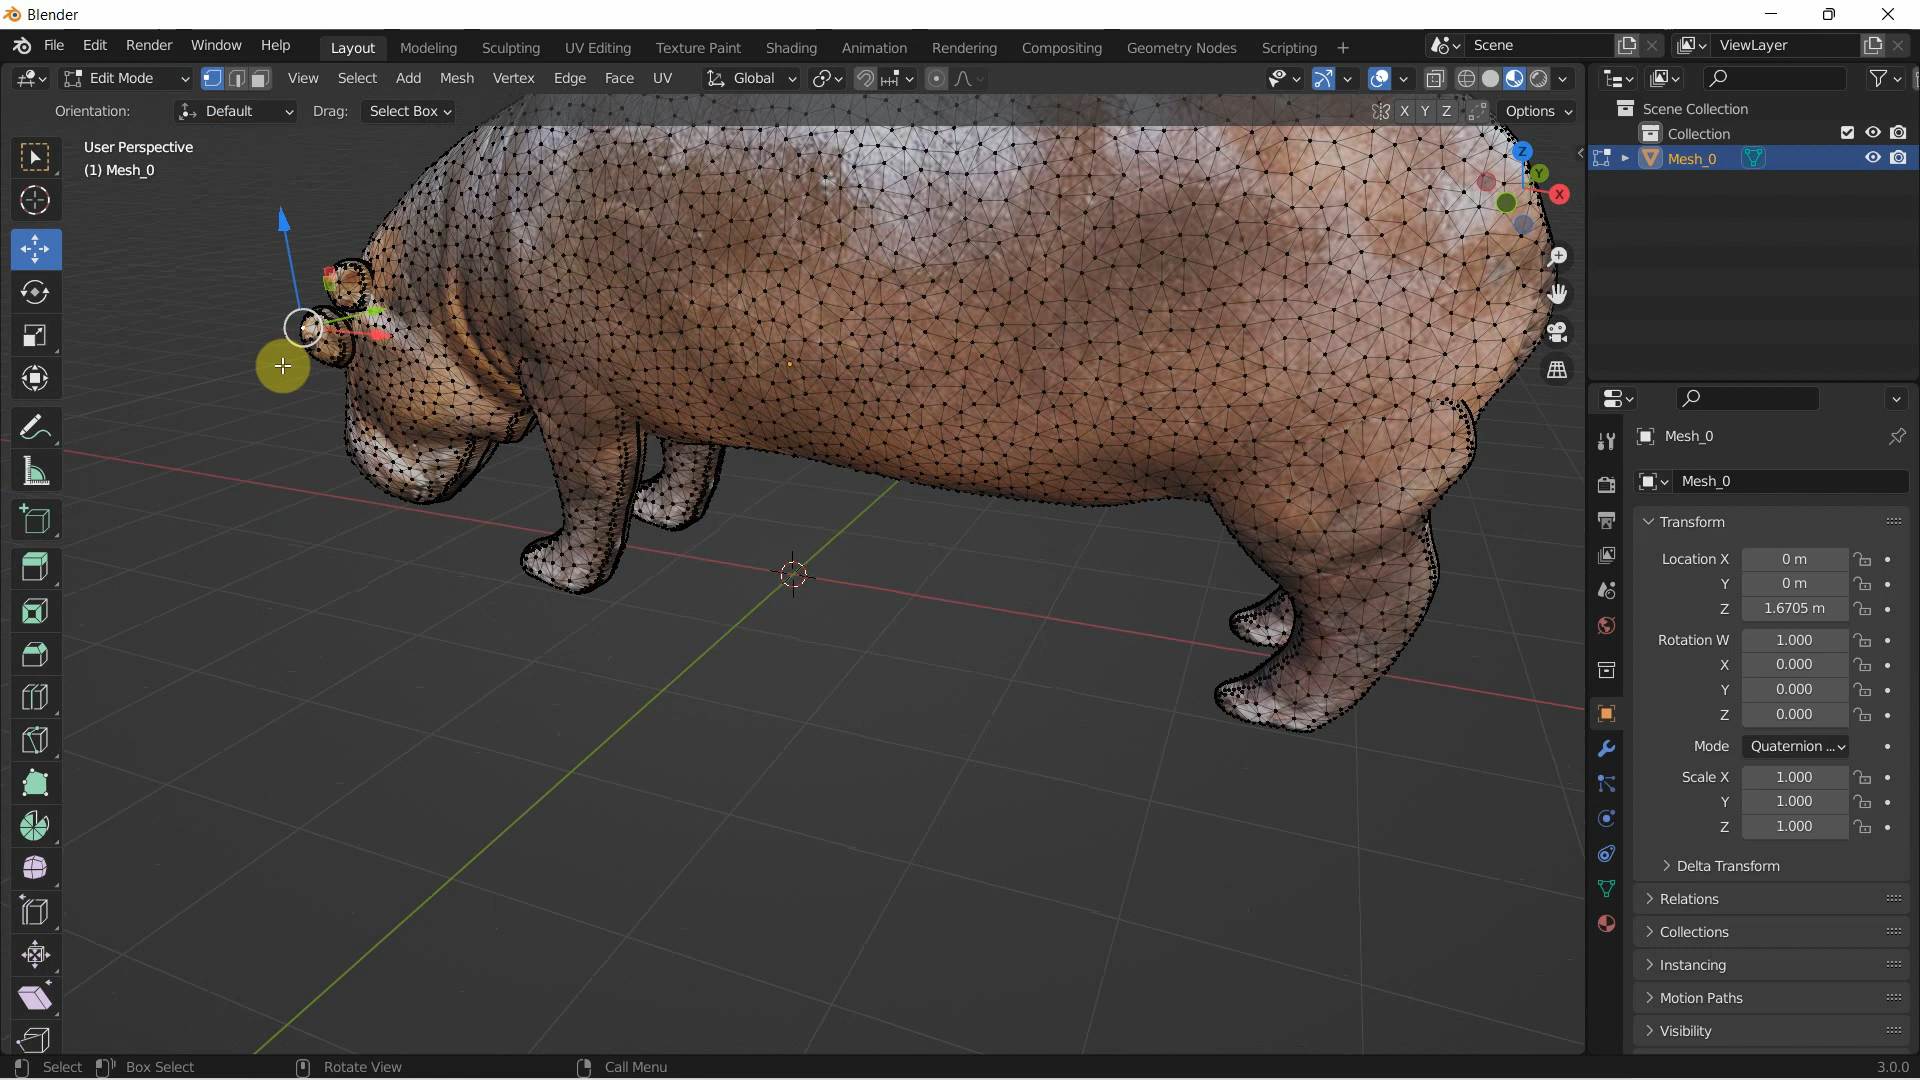 Blender
File Edit Render Window Help Layout Modeling Sculpting UV Editing Texture Paint Shading Animation Rendering Compositing Geometry Nodes Scripting + Scene ViewLayer
Edit Mode View Select Add Mesh Vertex Edge Face UV Global
Orientation: Default Drag: Select Box X Y Z Options
User Perspective
(1) Mesh_0
Z
Y
X
Scene Collection
Collection
Mesh_0
Mesh_0
Mesh_0
Transform
Location X 0 m
Y 0 m
Z 1.6705 m
Rotation W 1.000
X 0.000
Y 0.000
Z 0.000
Mode Quaternion ...
Scale X 1.000
Y 1.000
Z 1.000
Delta Transform
Relations
Collections
Instancing
Motion Paths
Visibility
Select Box Select Rotate View Call Menu 3.0.0